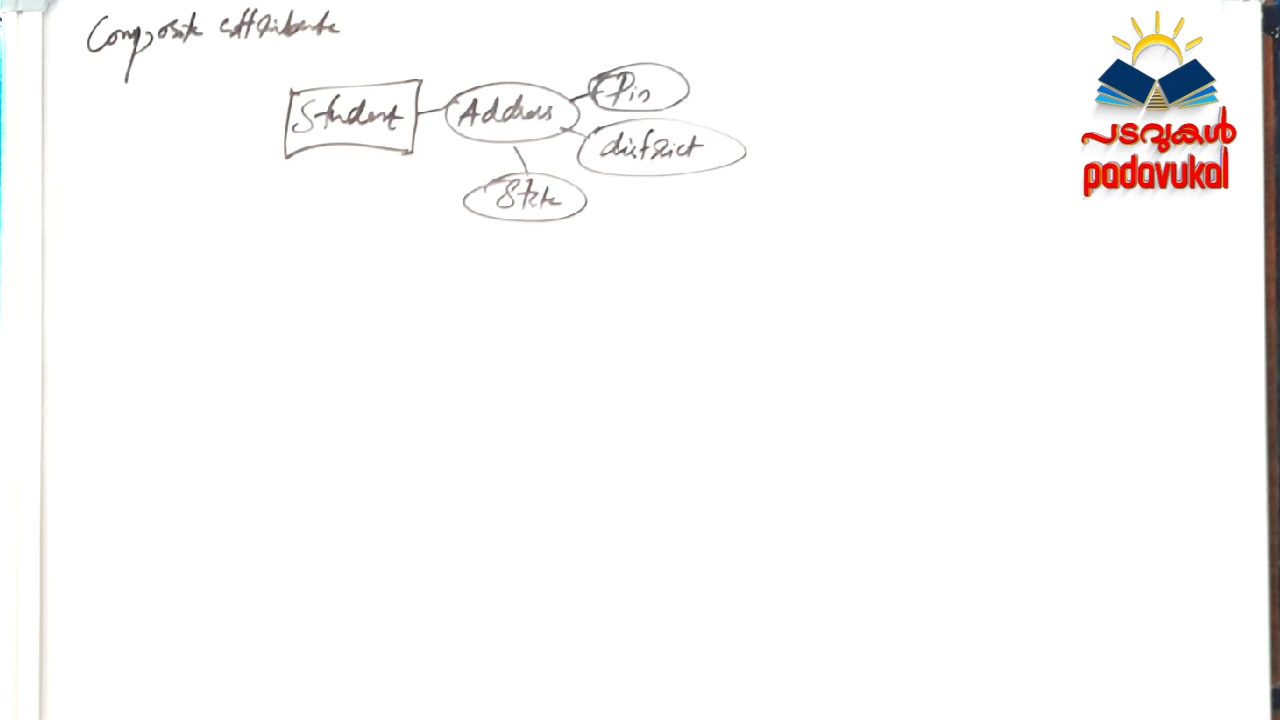 Composite attribute
Student
Address
Pin
district
State
പടവുകൾ
padavukal